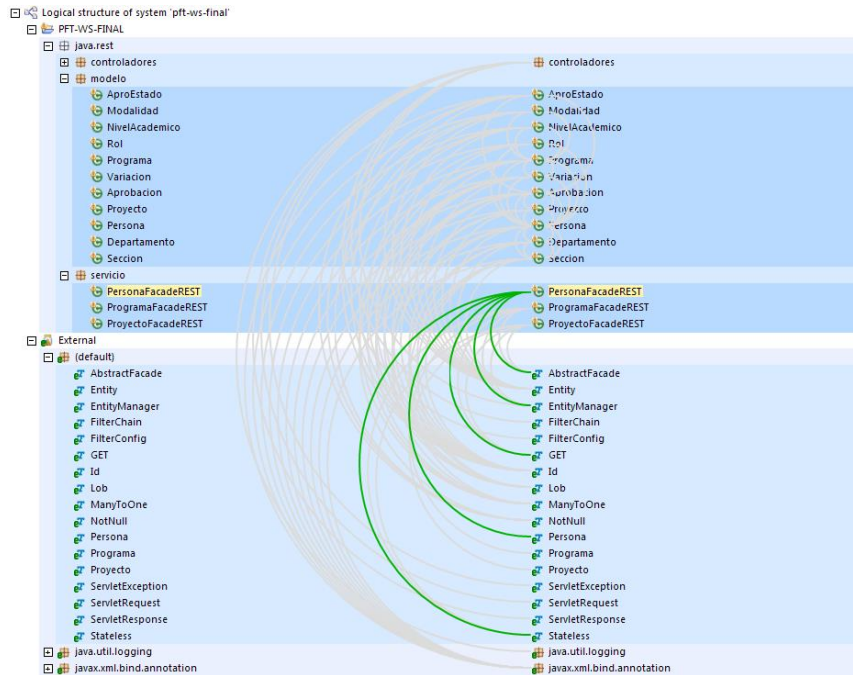 Logical structure of system 'pft-ws-final'
PFT-WS-FINAL
java.rest
controladores controladores
modelo
AproEstado AproEstado
Modalidad Modalidad
NivelAcademico NivelAcademico
Rol Rol
Programa Programa
Variacion Variacion
Aprobacion Aprobacion
Proyecto Proyecto
Persona Persona
Departamento Departamento
Seccion Seccion
servicio
PersonaFacadeREST PersonaFacadeREST
ProgramaFacadeREST ProgramaFacadeREST
ProyectoFacadeREST ProyectoFacadeREST
External
(default)
AbstractFacade AbstractFacade
Entity Entity
EntityManager EntityManager
FilterChain FilterChain
FilterConfig FilterConfig
GET GET
Id Id
Lob Lob
ManyToOne ManyToOne
NotNull NotNull
Persona Persona
Programa Programa
Proyecto Proyecto
ServletException ServletException
ServletRequest ServletRequest
ServletResponse ServletResponse
Stateless Stateless
java.util.logging java.util.logging
javax.xml.bind.annotation javax.xml.bind.annotation